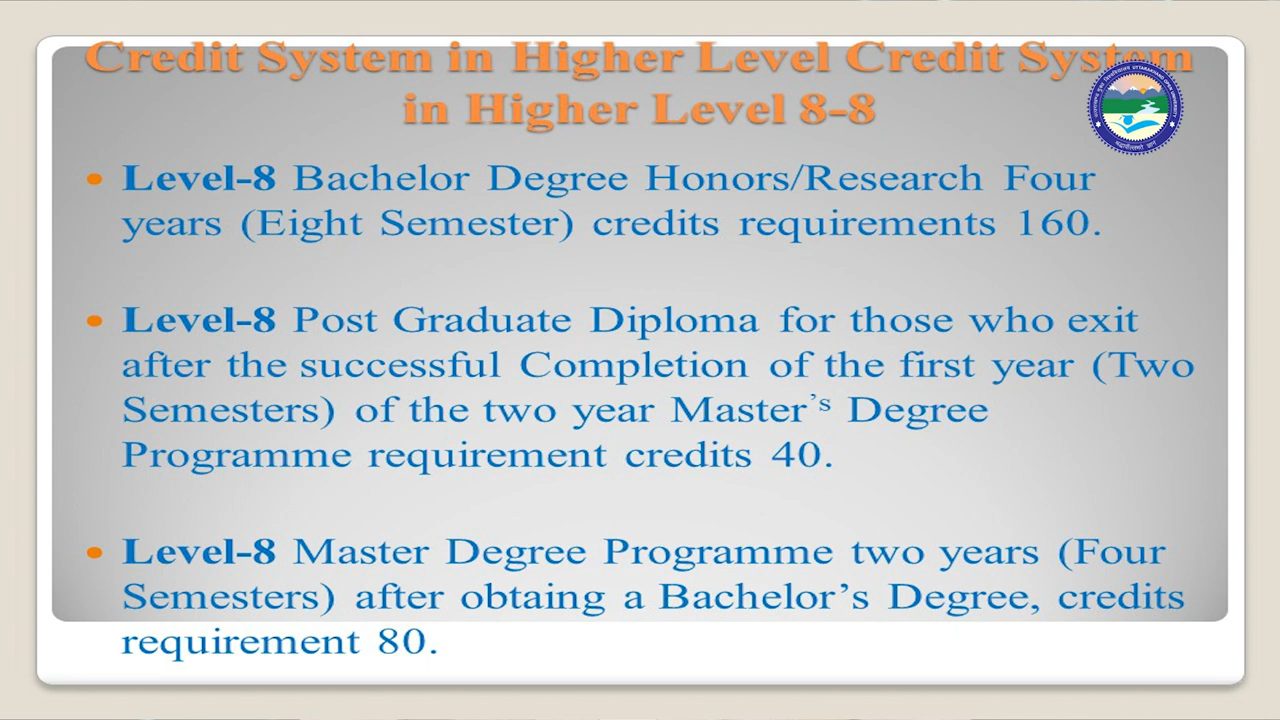 Credit System in Higher Level Credit System
in Higher Level 8-8
• Level-8 Bachelor Degree Honors/Research Four
years (Eight Semester) credits requirements 160.
• Level-8 Post Graduate Diploma for those who exit
after the successful Completion of the first year (Two
Semesters) of the two year Master’s Degree
Programme requirement credits 40.
• Level-8 Master Degree Programme two years (Four
Semesters) after obtaing a Bachelor’s Degree, credits
requirement 80.